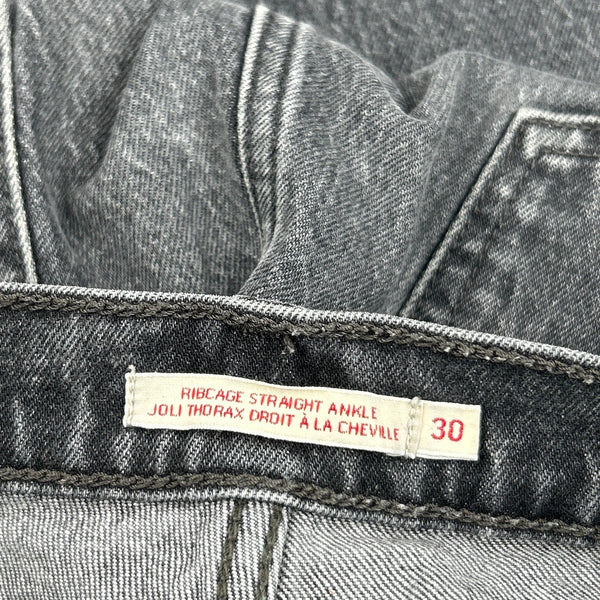 RIBCAGE STRAIGHT ANKLE
JOLI THORAX DROIT À LA CHEVILLE
30